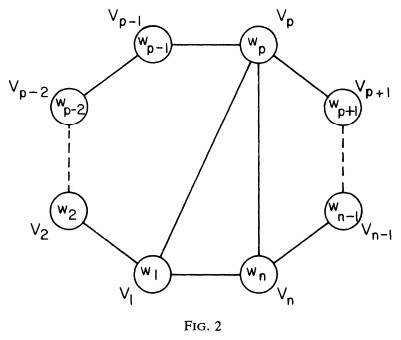 V_{p-1} V_p
w_{p-1} w_p
V_{p-2} V_{p+1}
w_{p-2} w_{p+1}
w_2 w_{n-1}
V_2 V_{n-1}
w_1 w_n
V_1 V_n
FIG. 2